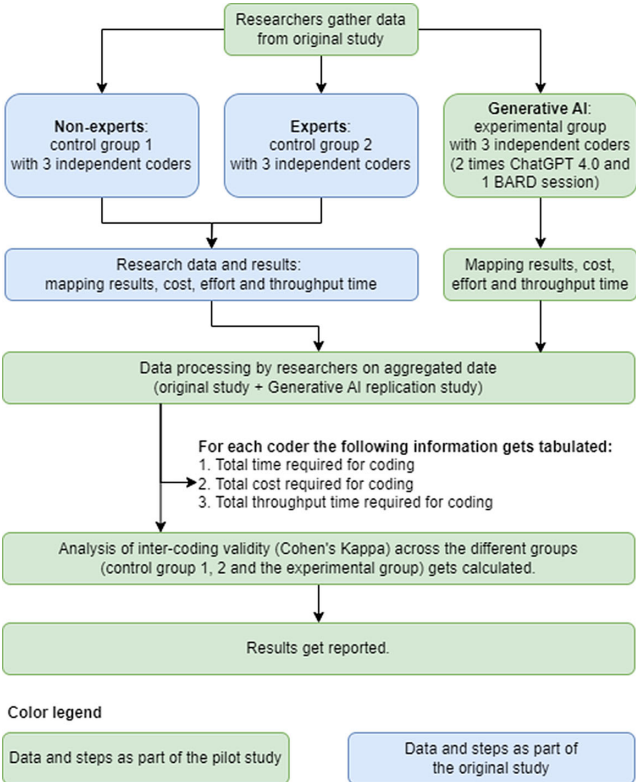 Researchers gather data
from original study
Non-experts:
control group 1
with 3 independent coders
Experts:
control group 2
with 3 independent coders
Generative AI:
experimental group
with 3 independent coders
(2 times ChatGPT 4.0 and
1 BARD session)
Research data and results:
mapping results, cost, effort and throughput time
Mapping results, cost,
effort and throughput time
Data processing by researchers on aggregated date
(original study + Generative AI replication study)
For each coder the following information gets tabulated:
1. Total time required for coding
2. Total cost required for coding
3. Total throughput time required for coding
Analysis of inter-coding validity (Cohen's Kappa) across the different groups
(control group 1, 2 and the experimental group) gets calculated.
Results get reported.
Color legend
Data and steps as part of the pilot study
Data and steps as part of
the original study